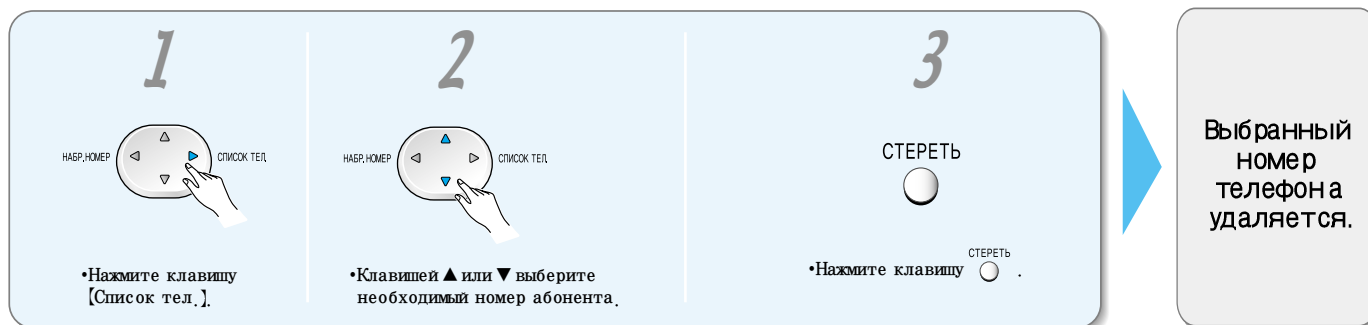 1
НАБР,НОМЕР
СПИСОК ТЕЛ.
•Нажмите клавишу
【Список тел.】.
2
НАБР,НОМЕР
СПИСОК ТЕЛ.
•Клавишей ▲ или ▼ выберите
необходимый номер абонента.
3
СТЕРЕТЬ
•Нажмите клавишу СТЕРЕТЬ .
Выбранный
номер
телефона
удаляется.